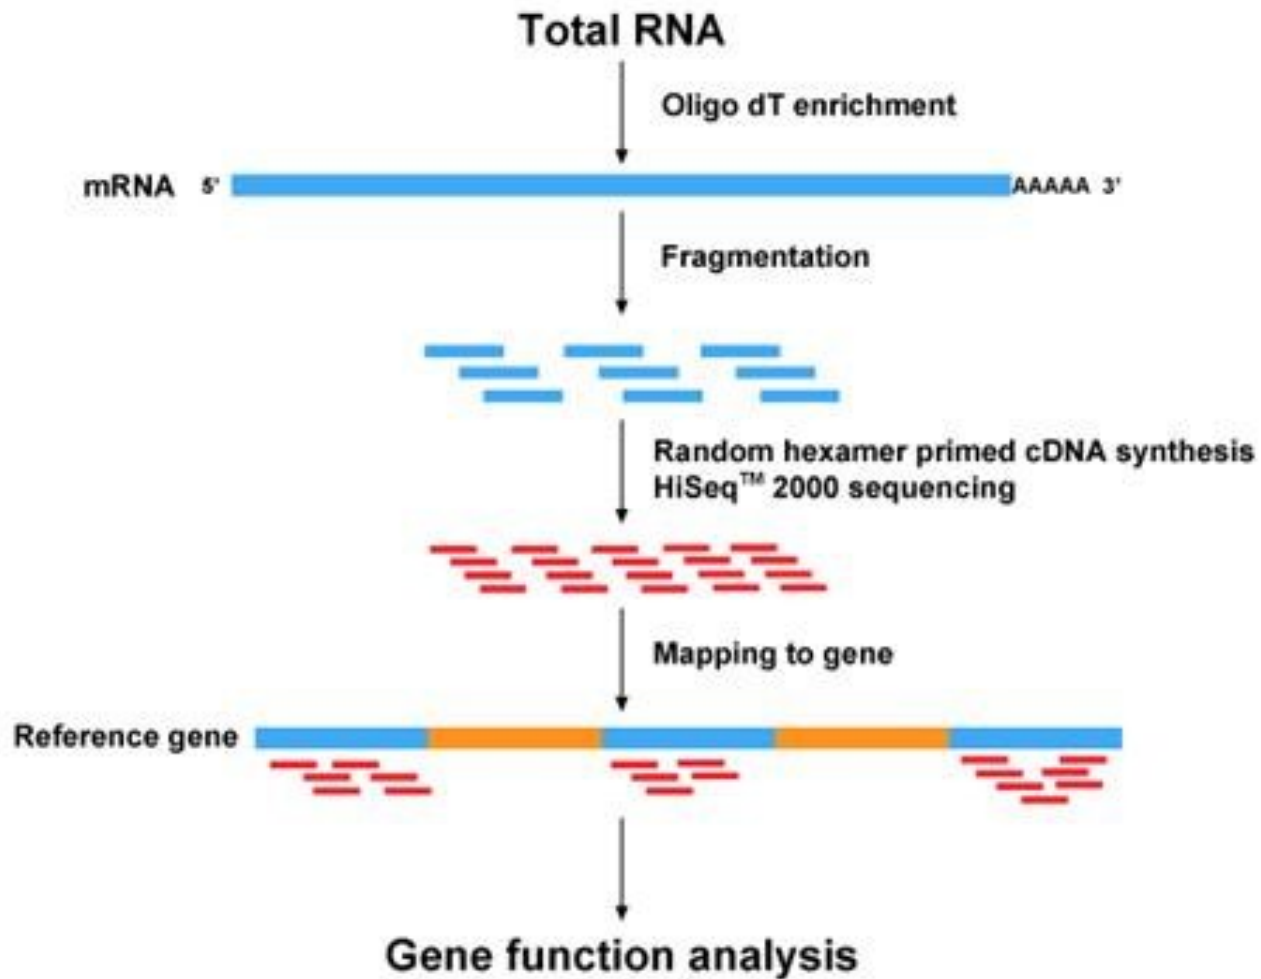 Total RNA
Oligo dT enrichment
mRNA 5' AAAAA 3'
Fragmentation
Random hexamer primed cDNA synthesis
HiSeq™ 2000 sequencing
Mapping to gene
Reference gene
Gene function analysis